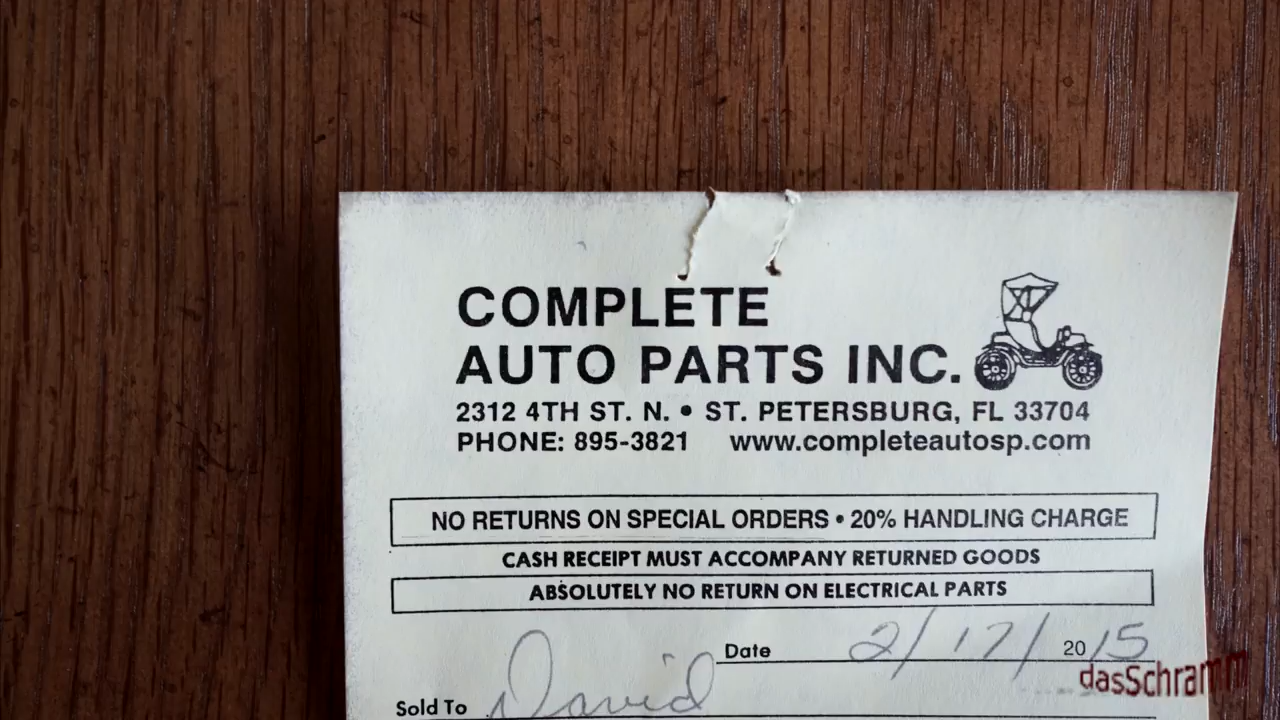 COMPLETE
AUTO PARTS INC.
2312 4TH ST. N. • ST. PETERSBURG, FL 33704
PHONE: 895-3821 www.completeautosp.com
NO RETURNS ON SPECIAL ORDERS • 20% HANDLING CHARGE
CASH RECEIPT MUST ACCOMPANY RETURNED GOODS
ABSOLUTELY NO RETURN ON ELECTRICAL PARTS
Date 2/17/ 2015
dasSchramm
Sold To David